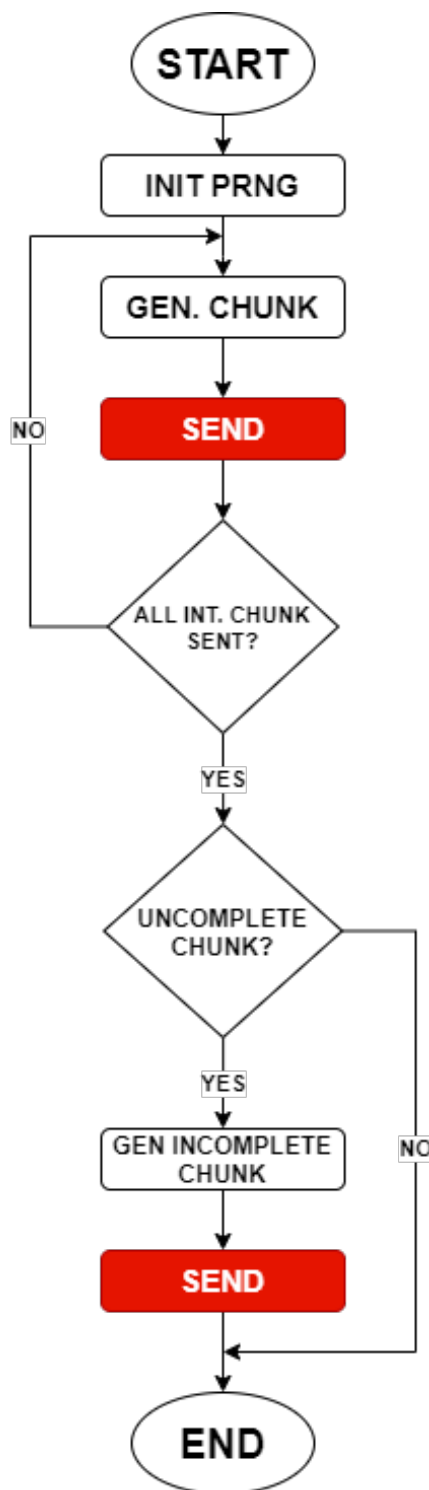 START
INIT PRNG
GEN. CHUNK
NO
SEND
ALL INT. CHUNK
SENT?
YES
UNCOMPLETE
CHUNK?
YES
NO
GEN INCOMPLETE
CHUNK
SEND
END